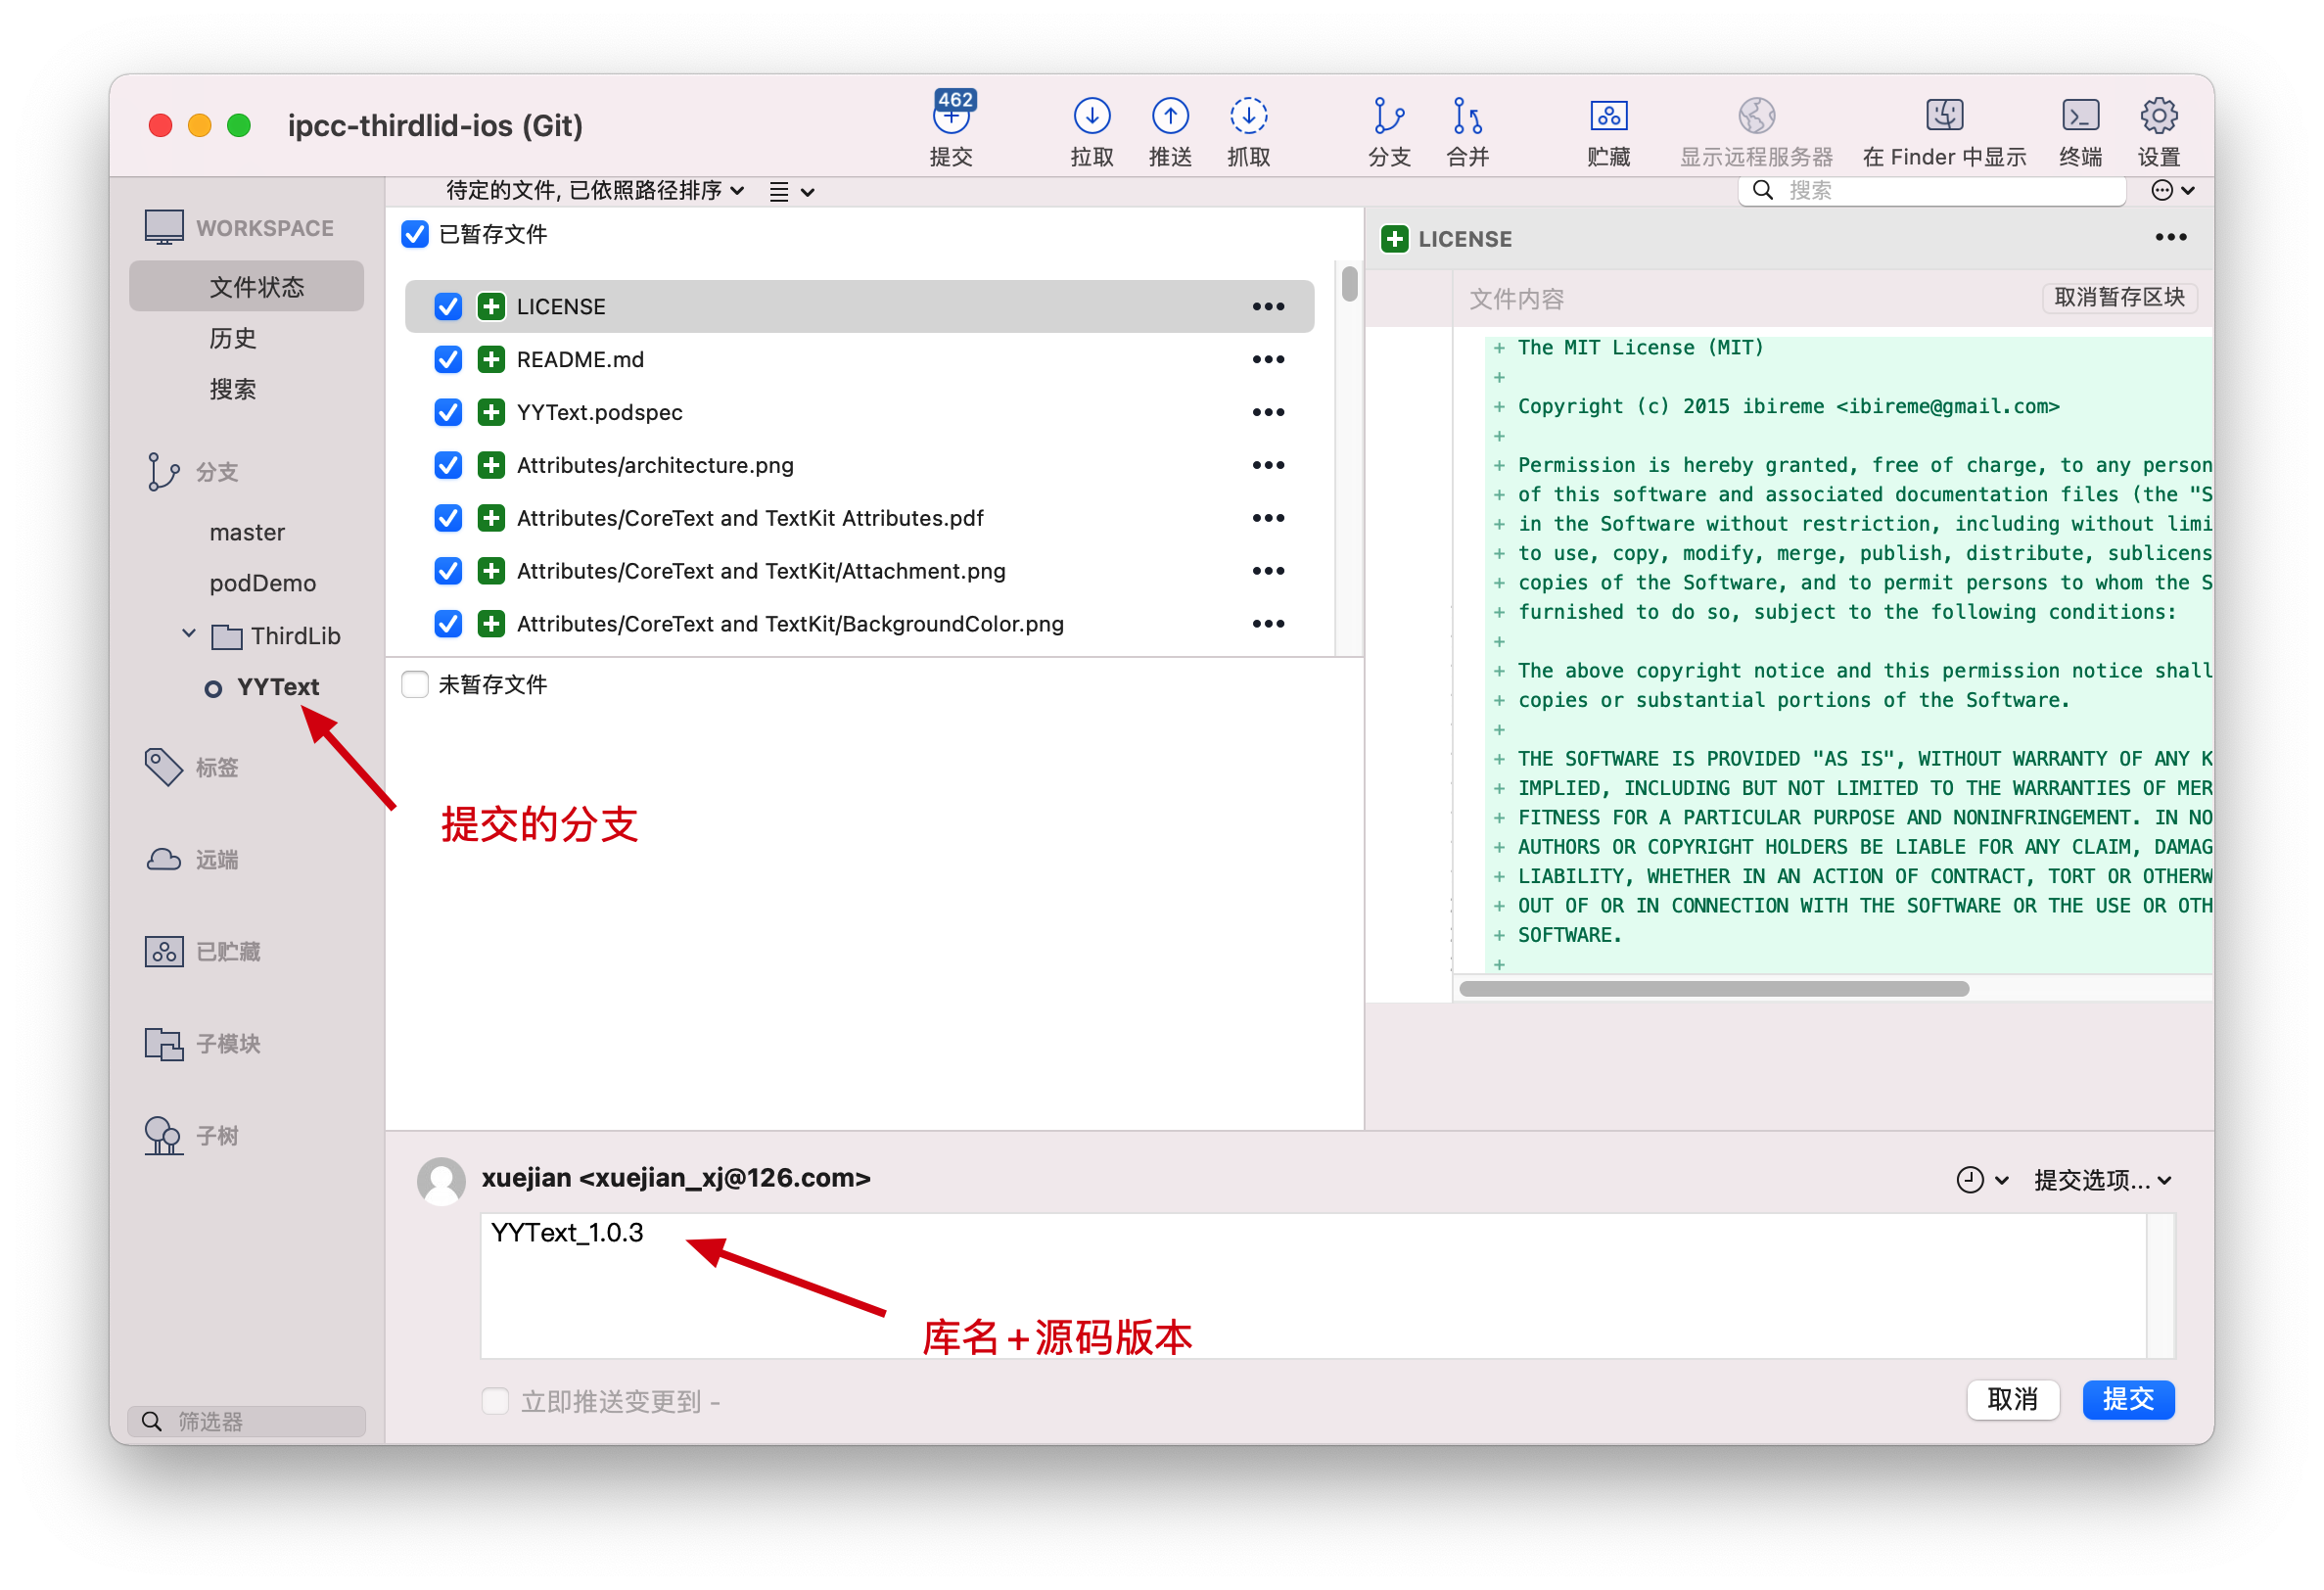 ipcc-thirdlid-ios (Git)
462
提交
拉取
推送
抓取
分支
合并
贮藏
显示远程服务器
在 Finder 中显示
终端
设置
待定的文件, 已依照路径排序
搜索
WORKSPACE
文件状态
历史
搜索
分支
master
podDemo
ThirdLib
YYText
标签
远端
已贮藏
子模块
子树
筛选器
已暂存文件
LICENSE
README.md
YYText.podspec
Attributes/architecture.png
Attributes/CoreText and TextKit Attributes.pdf
Attributes/CoreText and TextKit/Attachment.png
Attributes/CoreText and TextKit/BackgroundColor.png
未暂存文件
提交的分支
LICENSE
文件内容
取消暂存区块
+ The MIT License (MIT)
+
+ Copyright (c) 2015 ibireme <ibireme@gmail.com>
+
+ Permission is hereby granted, free of charge, to any person
+ of this software and associated documentation files (the "S
+ in the Software without restriction, including without limi
+ to use, copy, modify, merge, publish, distribute, sublicens
+ copies of the Software, and to permit persons to whom the S
+ furnished to do so, subject to the following conditions:
+
+ The above copyright notice and this permission notice shall
+ copies or substantial portions of the Software.
+
+ THE SOFTWARE IS PROVIDED "AS IS", WITHOUT WARRANTY OF ANY K
+ IMPLIED, INCLUDING BUT NOT LIMITED TO THE WARRANTIES OF MER
+ FITNESS FOR A PARTICULAR PURPOSE AND NONINFRINGEMENT. IN NO
+ AUTHORS OR COPYRIGHT HOLDERS BE LIABLE FOR ANY CLAIM, DAMAG
+ LIABILITY, WHETHER IN AN ACTION OF CONTRACT, TORT OR OTHERW
+ OUT OF OR IN CONNECTION WITH THE SOFTWARE OR THE USE OR OTH
+ SOFTWARE.
+
xuejian <xuejian_xj@126.com>
提交选项...
YYText_1.0.3
库名+源码版本
立即推送变更到 -
取消
提交